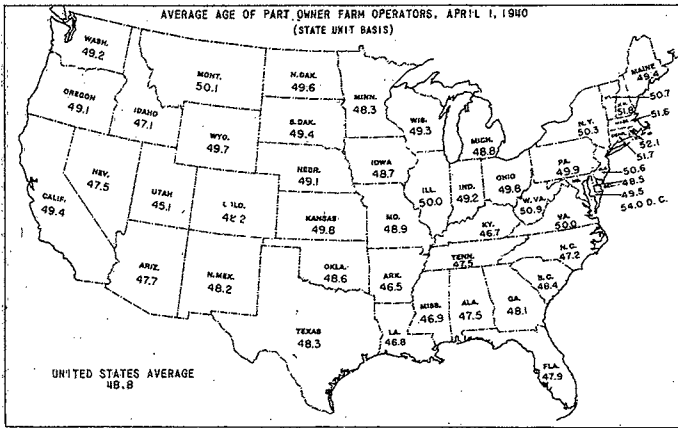 AVERAGE AGE OF PART OWNER FARM OPERATORS, APRIL 1, 1940
(STATE UNIT BASIS)
WASH.
49.2
OREGON
49.1
CALIF.
49.4
NEV.
47.5
IDAHO
47.1
MONT.
50.1
WYO.
49.7
UTAH
45.1
48.2
ARIZ.
47.7
N.MEX.
48.2
N.DAK.
49.6
S.DAK.
49.4
NEBR.
49.1
KANSAS
49.8
OKLA.
48.6
TEXAS
48.3
MINN.
48.3
IOWA
48.7
MO.
48.9
ARK.
46.5
LA.
46.8
WIS.
49.3
ILL.
50.0
MICH.
48.8
IND.
49.2
OHIO
49.8
KY.
46.7
TENN.
47.5
MISS.
46.9
ALA.
47.5
GA.
48.1
FLA.
47.9
S.C.
48.4
N.C.
47.2
VA.
50.0
W.VA.
50.9
PA.
49.9
N.Y.
50.3
MAINE
49.4
51.8
50.7
51.6
52.1
51.7
50.6
48.5
49.5
54.0 D.C.
UNITED STATES AVERAGE
48.8